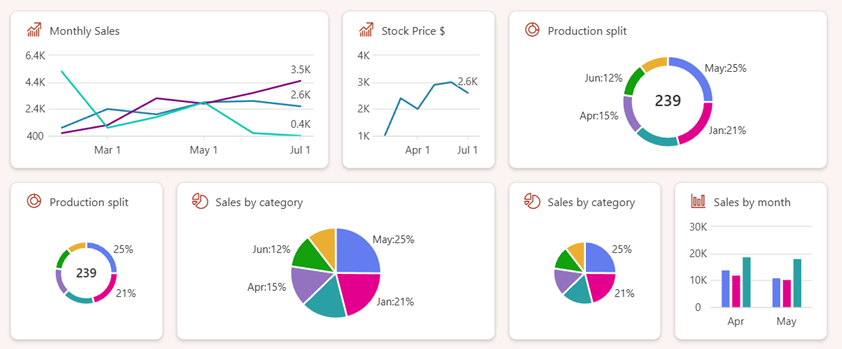 Monthly Sales
6.4K
4.4K
2.4K
400
3.5K
2.6K
0.4K
Mar 1
May 1
Jul 1
Stock Price $
4K
3K
2K
1K
2.6K
Apr 1
Jul 1
Production split
May:25%
Jun:12%
239
Apr:15%
Jan:21%
Production split
25%
239
21%
Sales by category
May:25%
Jun:12%
Apr:15%
Jan:21%
Sales by category
25%
21%
Sales by month
30K
20K
10K
0
Apr
May